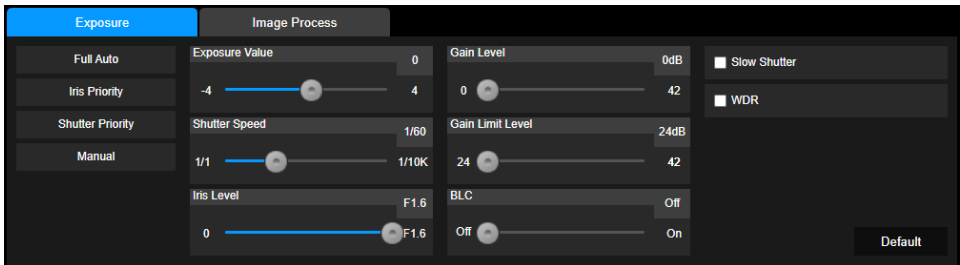 Exposure
Image Process
Full Auto
Iris Priority
Shutter Priority
Manual
Exposure Value
0
-4
4
Shutter Speed
1/60
1/1
1/10K
Iris Level
F1.6
0
F1.6
Gain Level
0dB
0
42
Gain Limit Level
24dB
24
42
BLC
Off
Off
On
Slow Shutter
WDR
Default